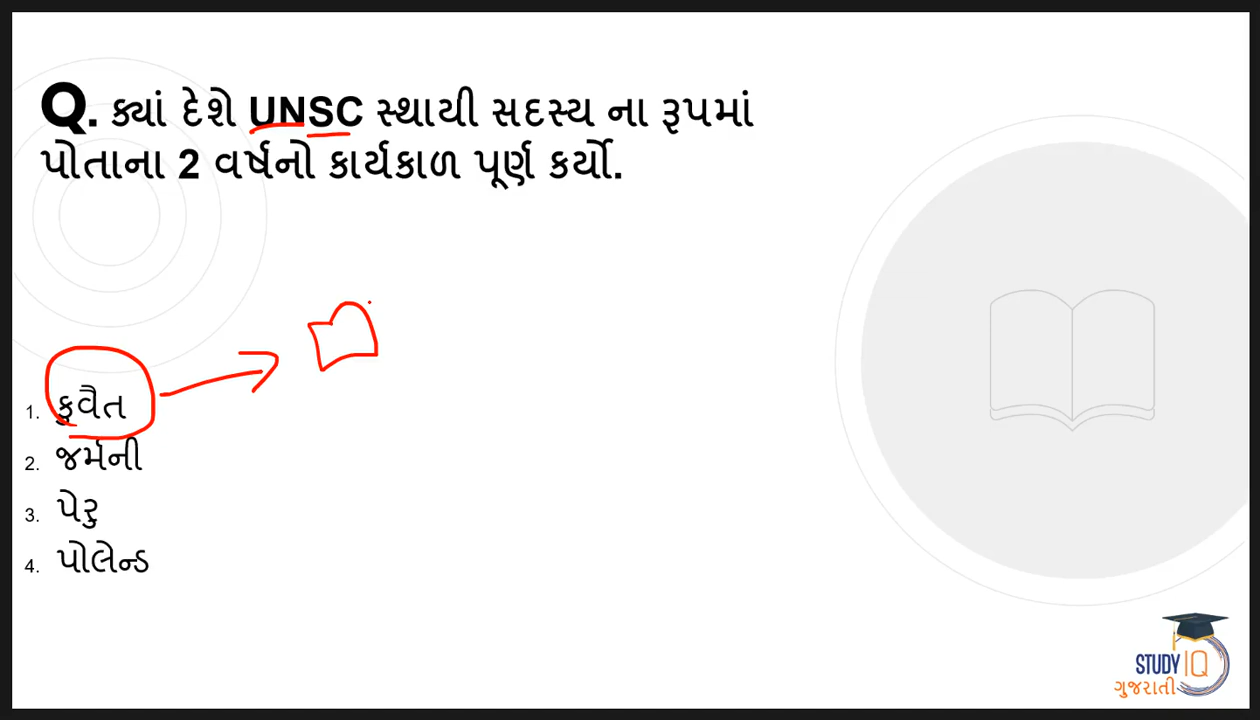 Q. ક્યાં દેશે UNSC સ્થાયી સદસ્ય ના રૂપમાં
પોતાના 2 વર્ષનો કાર્યકાળ પૂર્ણ કર્યો.
1. કુવૈત
2. જર્મની
3. પેરુ
4. પોલેન્ડ
STUDY IQ
ગુજરાતી